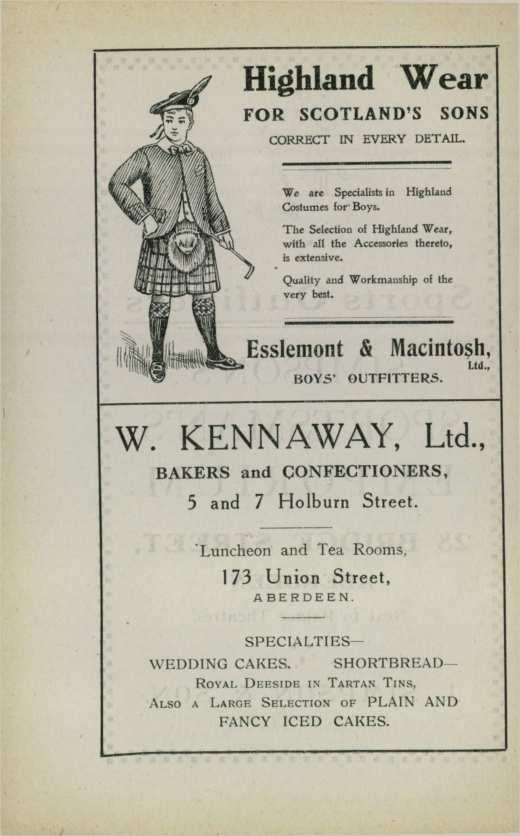 Highland Wear
FOR SCOTLAND'S SONS
CORRECT IN EVERY DETAIL.
We are Specialists in Highland
Costumes for Boys.
The Selection of Highland Wear,
with all the Accessories thereto,
is extensive.
Quality and Workmanship of the
very best.
Esslemont & Macintosh,
Ltd.,
BOYS' OUTFITTERS.
W. KENNAWAY, Ltd.,
BAKERS and CONFECTIONERS,
5 and 7 Holburn Street.
Luncheon and Tea Rooms,
173 Union Street,
ABERDEEN.
SPECIALTIES—
WEDDING CAKES. SHORTBREAD—
ROYAL DEESIDE IN TARTAN TINS,
ALSO A LARGE SELECTION OF PLAIN AND
FANCY ICED CAKES.